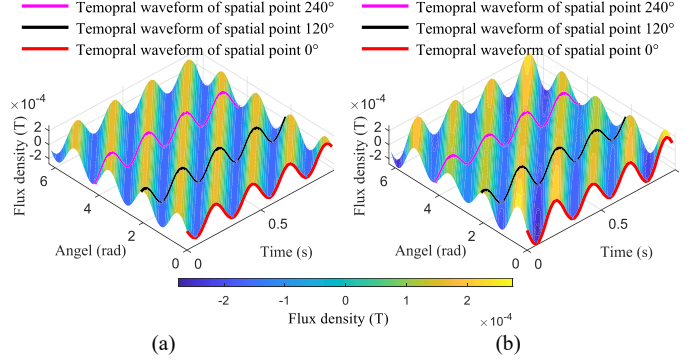 Temopral waveform of spatial point 240°
Temopral waveform of spatial point 120°
Temopral waveform of spatial point 0°
×10⁻⁴
Flux density (T)
2
0
-2
6
4
2
0
Angel (rad)
0
0.5
Time (s)
Temopral waveform of spatial point 240°
Temopral waveform of spatial point 120°
Temopral waveform of spatial point 0°
×10⁻⁴
Flux density (T)
2
0
-2
6
4
2
0
Angel (rad)
0
0.5
Time (s)
-2 -1 0 1 2
Flux density (T)
×10⁻⁴
(a) (b)